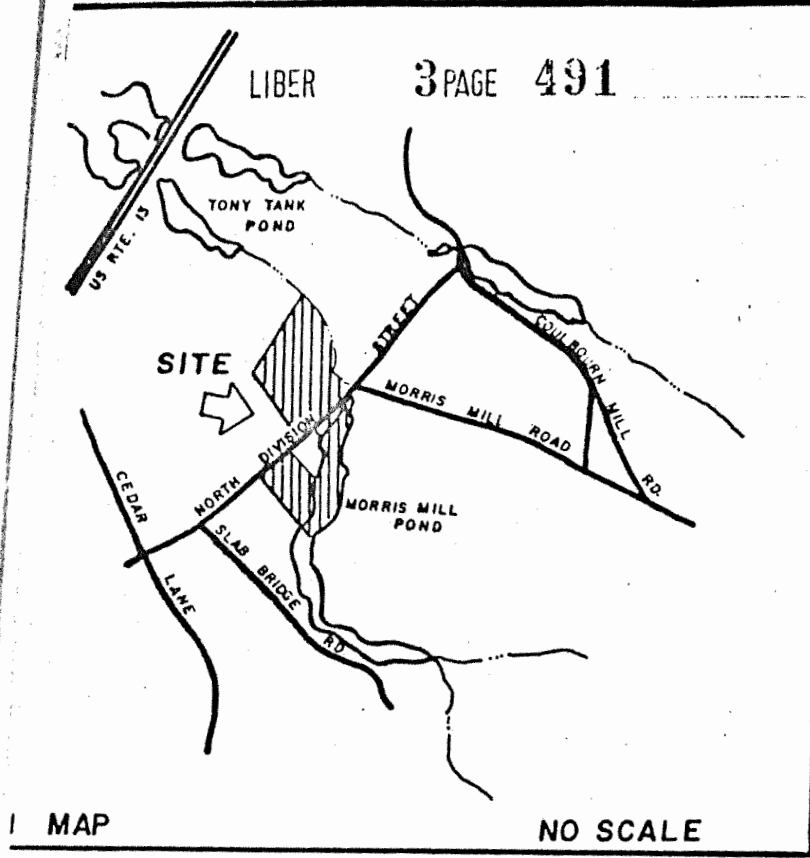 LIBER 3 PAGE 491
TONY TANK
POND
US RTE. 13
SITE
NORTH DIVISION STREET
COULBOURN MILL RD.
MORRIS MILL ROAD
MORRIS MILL
POND
CEDAR LANE
SLAB BRIDGE RD
MAP
NO SCALE